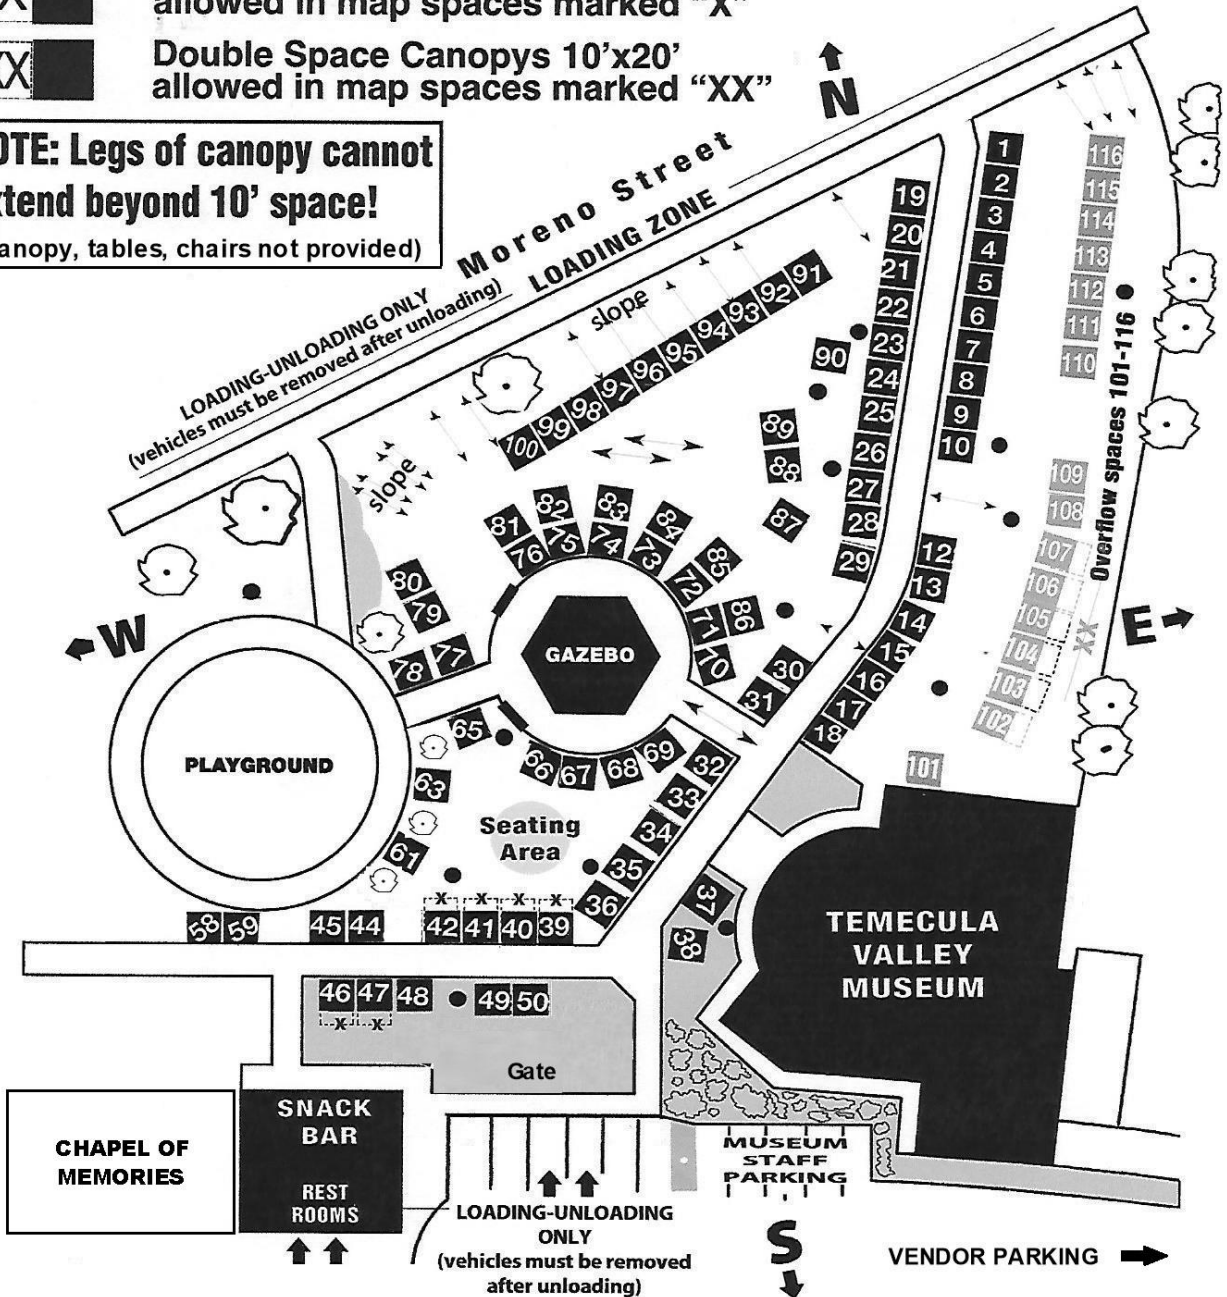 X
allowed in map spaces marked “X”
XX
Double Space Canopys 10’x20’
allowed in map spaces marked “XX”
OTE: Legs of canopy cannot
xtend beyond 10’ space!
anopy, tables, chairs not provided)
N
Moreno Street
LOADING ZONE
LOADING-UNLOADING ONLY
(vehicles must be removed after unloading)
slope
slope
1
2
3
4
5
6
7
8
9
10
12
13
14
15
16
17
18
19
20
21
22
23
24
25
26
27
28
29
30
31
116
115
114
113
112
111
110
109
108
107
106
105
104
103
102
101
XX
Overflow spaces 101-116
91
92
93
94
95
96
97
98
99
100
90
89
88
87
81
82
83
84
85
86
76
75
74
73
72
71
70
80
79
78
77
W
E
GAZEBO
PLAYGROUND
65
63
61
66
67
68
69
32
33
34
35
36
Seating
Area
37
38
58
59
45
44
X
X
X
X
42
41
40
39
46
47
48
49
50
X
X
Gate
TEMECULA
VALLEY
MUSEUM
CHAPEL OF
MEMORIES
SNACK
BAR
REST
ROOMS
LOADING-UNLOADING
ONLY
(vehicles must be removed
after unloading)
MUSEUM
STAFF
PARKING
S
VENDOR PARKING